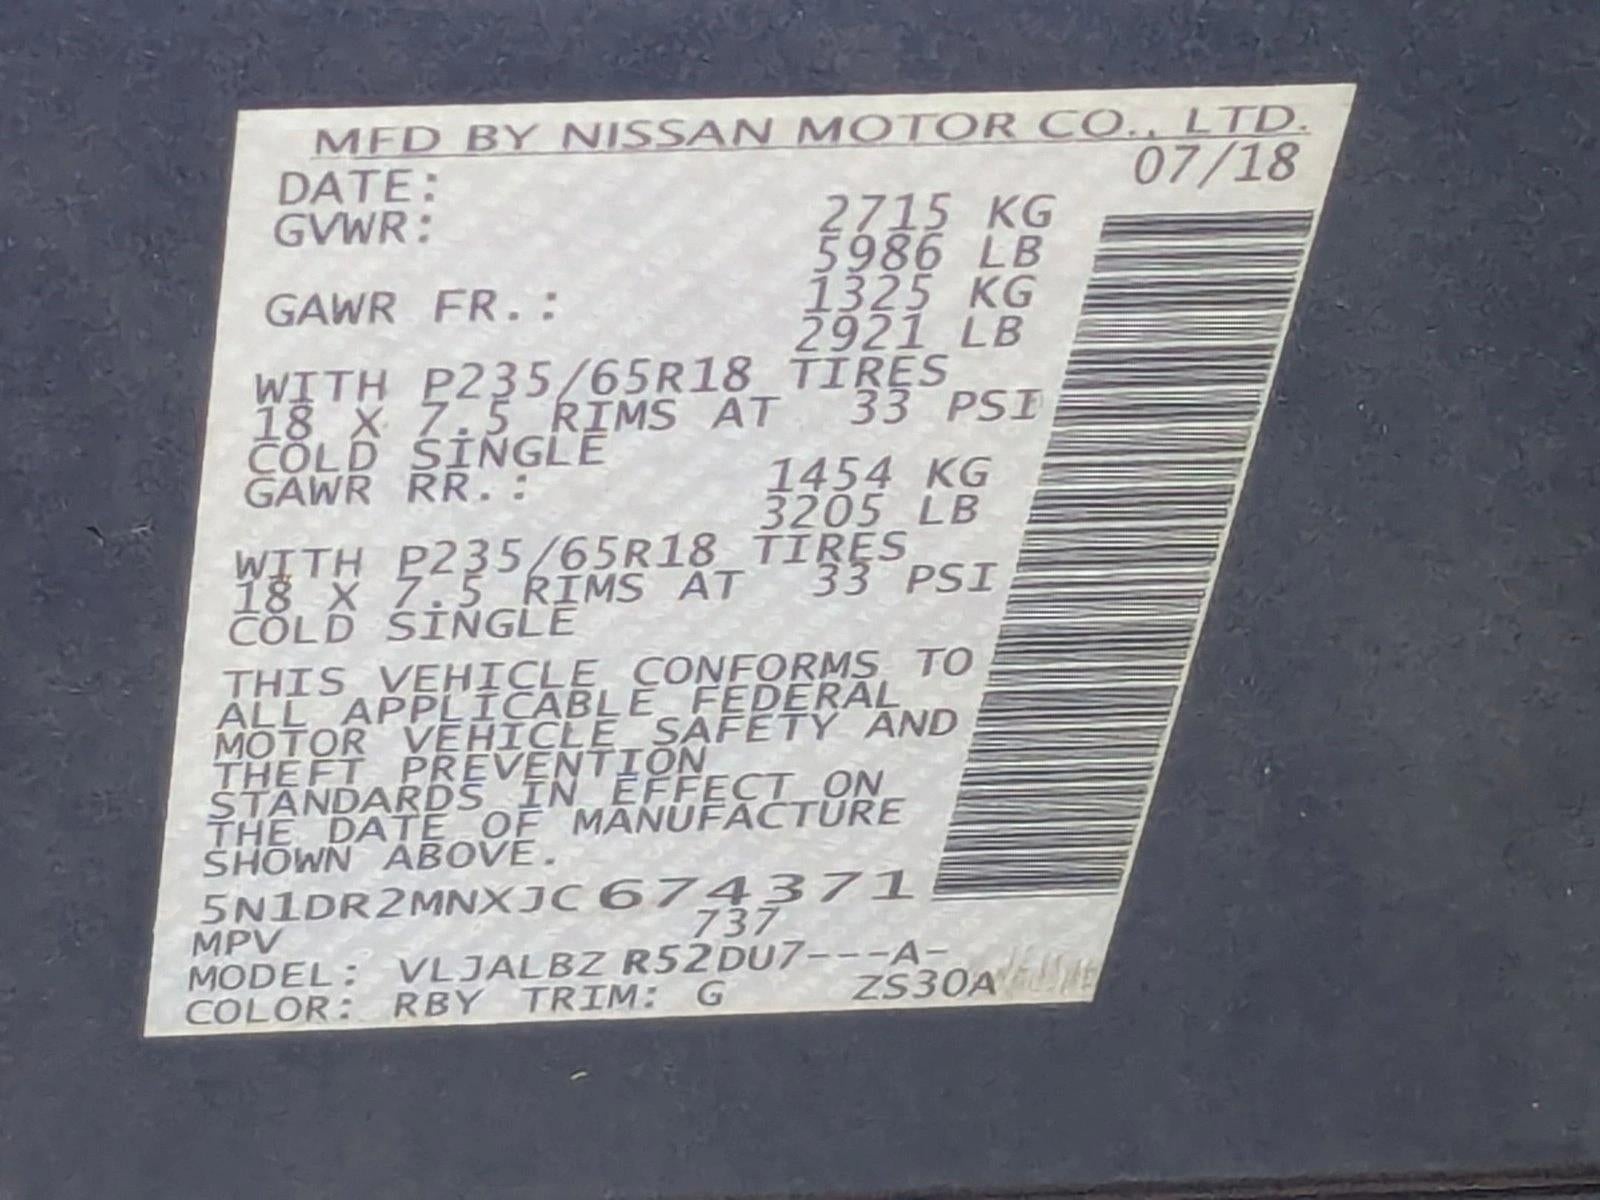 MFD BY NISSAN MOTOR CO., LTD.
DATE: 07/18
GVWR: 2715 KG
5986 LB
GAWR FR.: 1325 KG
2921 LB
WITH P235/65R18 TIRES
18 X 7.5 RIMS AT 33 PSI
COLD SINGLE
GAWR RR.: 1454 KG
3205 LB
WITH P235/65R18 TIRES
18 X 7.5 RIMS AT 33 PSI
COLD SINGLE
THIS VEHICLE CONFORMS TO
ALL APPLICABLE FEDERAL
MOTOR VEHICLE SAFETY AND
THEFT PREVENTION
STANDARDS IN EFFECT ON
THE DATE OF MANUFACTURE
SHOWN ABOVE.
5N1DR2MNXJC674371
MPV 737
MODEL: VLJALBZ R52DU7---A-
COLOR: RBY TRIM: G ZS30A